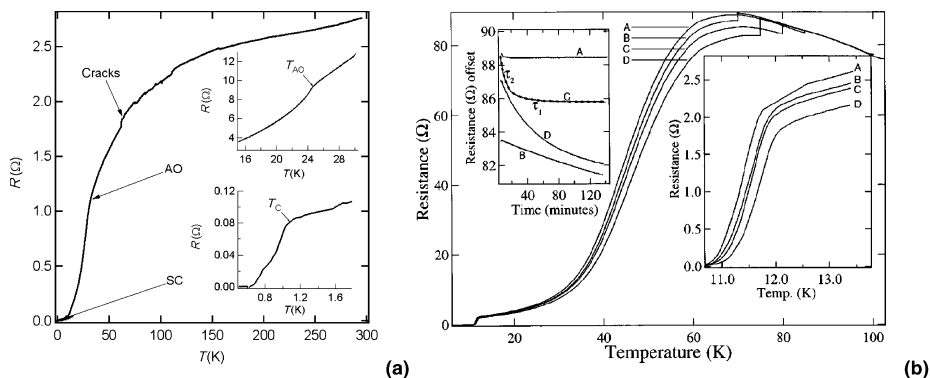 2.5
2.0
1.5
1.0
0.5
0.0
R(Ω)
0 50 100 150 200 250 300
T(K)
Cracks
AO
SC
12
10
8
6
4
R(Ω)
T_AO
16 20 24 28
T(K)
0.12
0.08
0.04
0.00
R(Ω)
T_C
0.8 1.2 1.6
T(K)
(a)
80
60
40
20
0
Resistance (Ω)
20 40 60 80 100
Temperature (K)
A
B
C
D
90
88
86
84
82
Resistance (Ω) offset
A
τ₂
C
τ₁
D
B
20 60 100
Time (minutes)
2.5
2.0
1.5
1.0
0.5
0.0
Resistance (Ω)
A
B
C
D
11.0 12.0 13.0
Temp. (K)
(b)